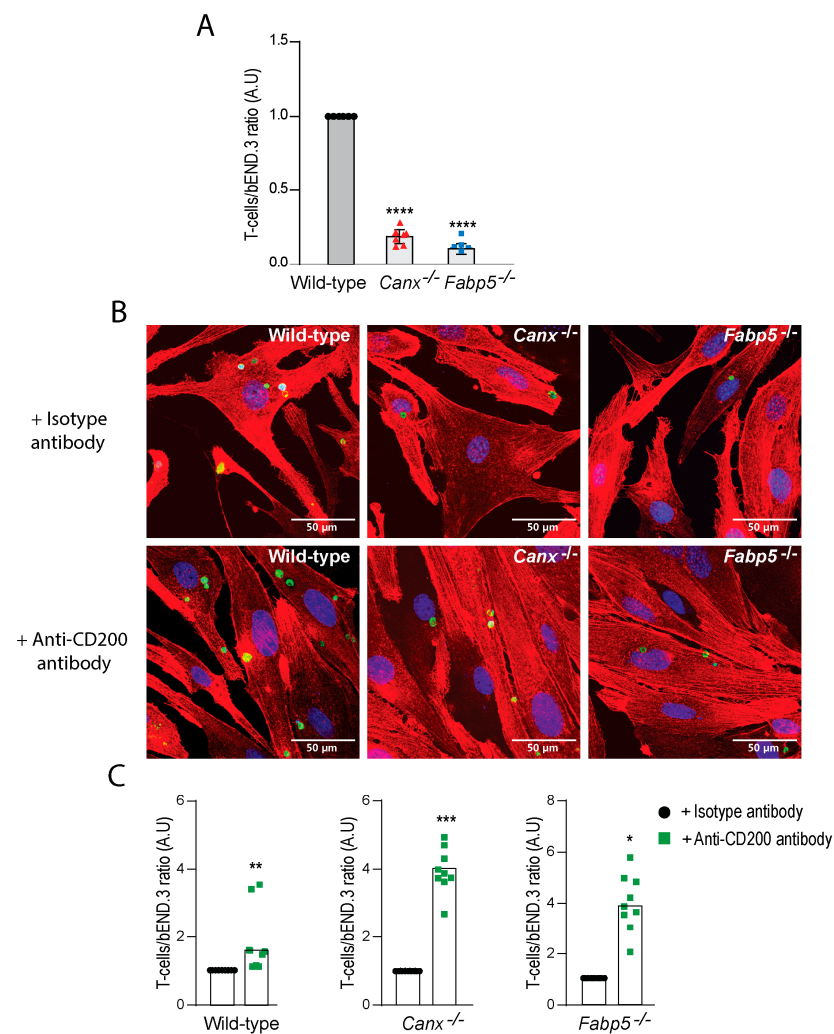 A
T-cells/bEND.3 ratio (A.U)
1.5
1.0
0.5
0.0
****
****
Wild-type
Canx -/-
Fabp5 -/-
B
+ Isotype
antibody
Wild-type
50 µm
Canx -/-
50 µm
Fabp5 -/-
50 µm
+ Anti-CD200
antibody
Wild-type
50 µm
Canx -/-
50 µm
Fabp5 -/-
50 µm
C
T-cells/bEND.3 ratio (A.U)
6
4
2
0
**
Wild-type
T-cells/bEND.3 ratio (A.U)
6
4
2
0
***
Canx -/-
T-cells/bEND.3 ratio (A.U)
8
6
4
2
0
*
Fabp5 -/-
+ Isotype antibody
+ Anti-CD200 antibody